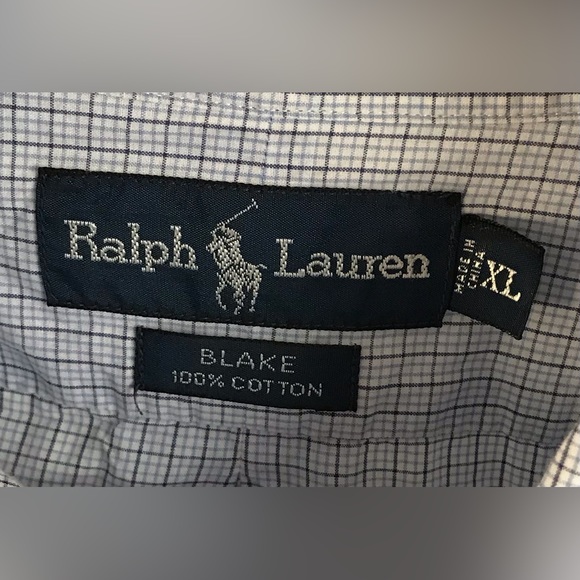 Ralph Lauren
MADE IN
CHINA
XL
BLAKE
100% COTTON